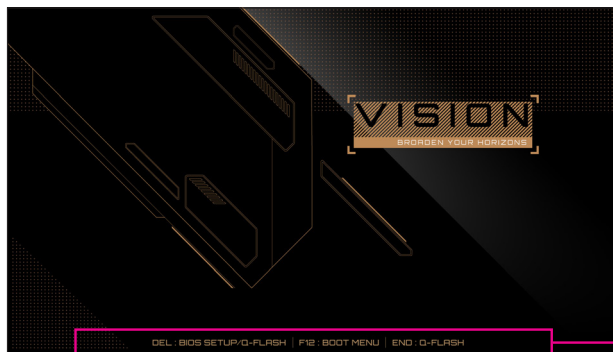 VISION
BROADEN YOUR HORIZONS
DEL : BIOS SETUP/Q-FLASH | F12 : BOOT MENU | END : Q-FLASH